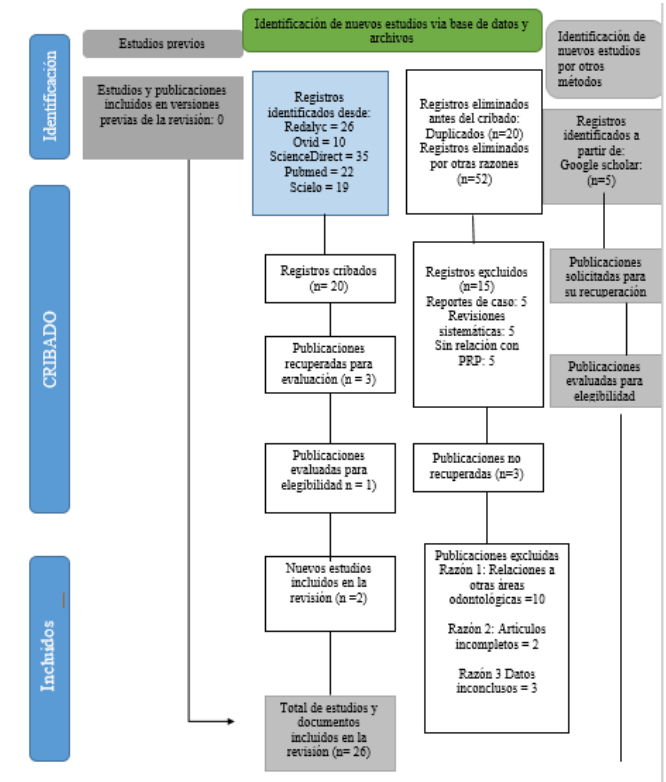 Identificación
Estudios previos
Identificación de nuevos estudios via base de datos y
archivos
Identificación de
nuevos estudios
por otros
métodos
Estudios y publicaciones
incluidos en versiones
previas de la revisión: 0
Registros
identificados desde:
Redalyc = 26
Ovid = 10
ScienceDirect = 35
Pubmed = 22
Scielo = 19
Registros eliminados
antes del cribado:
Duplicados (n=20)
Registros eliminados
por otras razones
(n=52)
Registros
identificados a
partir de:
Google scholar:
(n=5)
CRIBADO
Registros cribados
(n= 20)
Registros excluidos
(n=15)
Reportes de caso: 5
Revisiones
sistemáticas: 5
Sin relación con
PRP: 5
Publicaciones
solicitadas para
su recuperación
Publicaciones
recuperadas para
evaluación (n = 3)
Publicaciones
evaluadas para
elegibilidad
Publicaciones
evaluadas para
elegibilidad n = 1)
Publicaciones no
recuperadas (n=3)
Incluidos
Nuevos estudios
incluidos en la
revisión (n =2)
Publicaciones excluidas
Razón 1: Relaciones a
otras áreas
odontológicas =10
Razón 2: Artículos
incompletos = 2
Razón 3 Datos
inconclusos = 3
Total de estudios y
documentos
incluidos en la
revisión (n= 26)